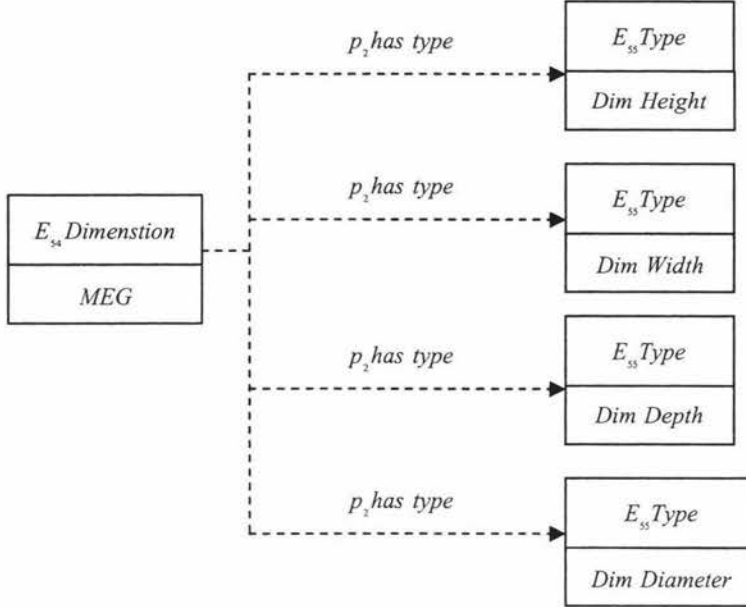 p₂ has type
E₅₅ Type
Dim Height
p₂ has type
E₅₅ Type
Dim Width
E₅₄ Dimenstion
MEG
p₂ has type
E₅₅ Type
Dim Depth
p₂ has type
E₅₅ Type
Dim Diameter